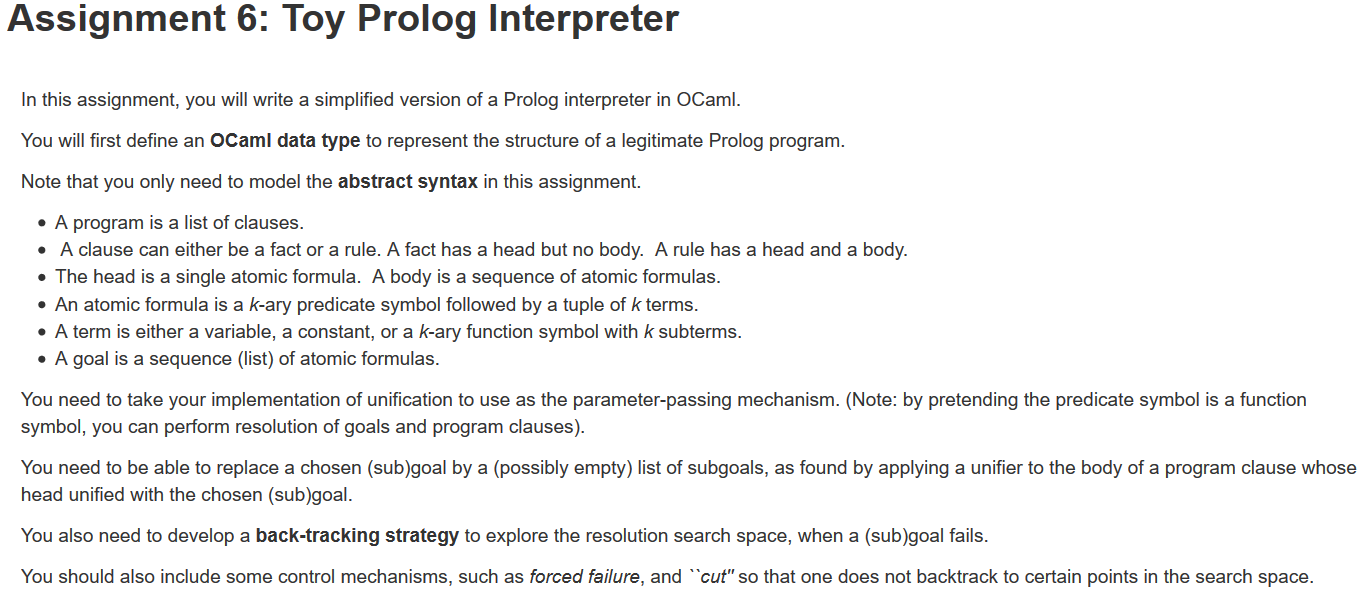 Assignment 6: Toy Prolog Interpreter
In this assignment, you will write a simplified version of a Prolog interpreter in OCaml.
You will first define an OCaml data type to represent the structure of a legitimate Prolog program.
Note that you only need to model the abstract syntax in this assignment.
• A program is a list of clauses.
• A clause can either be a fact or a rule. A fact has a head but no body. A rule has a head and a body.
• The head is a single atomic formula. A body is a sequence of atomic formulas.
• An atomic formula is a k-ary predicate symbol followed by a tuple of k terms.
• A term is either a variable, a constant, or a k-ary function symbol with k subterms.
• A goal is a sequence (list) of atomic formulas.
You need to take your implementation of unification to use as the parameter-passing mechanism. (Note: by pretending the predicate symbol is a function
symbol, you can perform resolution of goals and program clauses).
You need to be able to replace a chosen (sub)goal by a (possibly empty) list of subgoals, as found by applying a unifier to the body of a program clause whose
head unified with the chosen (sub)goal.
You also need to develop a back-tracking strategy to explore the resolution search space, when a (sub)goal fails.
You should also include some control mechanisms, such as forced failure, and ``cut'' so that one does not backtrack to certain points in the search space.